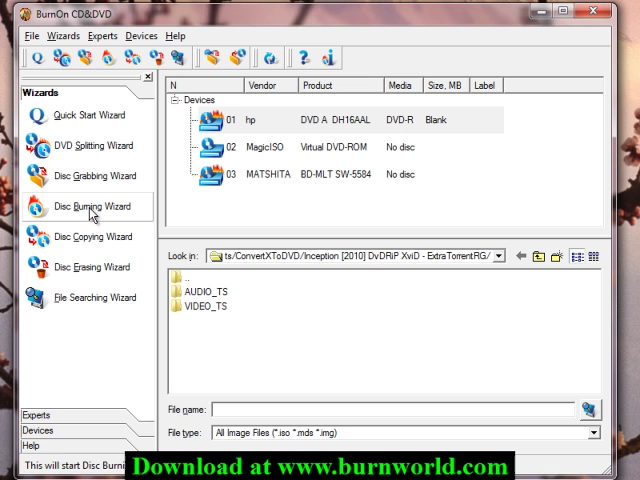 BurnOn CD&DVD
File Wizards Experts Devices Help
Wizards
Quick Start Wizard
DVD Splitting Wizard
Disc Grabbing Wizard
Disc Burning Wizard
Disc Copying Wizard
Disc Erasing Wizard
File Searching Wizard
Experts
Devices
Help
N Vendor Product Media Size, MB Label
Devices
01 hp DVD A DH16AAL DVD-R Blank
02 MagicISO Virtual DVD-ROM No disc
03 MATSHITA BD-MLT SW-5584 No disc
Look in: ts/ConvertXToDVD/Inception [2010] DvDRiP XviD - ExtraTorrentRG/
..
AUDIO_TS
VIDEO_TS
File name:
File type: All Image Files (*.iso *.mds *.img)
This will start Disc Burni
Download at www.burnworld.com